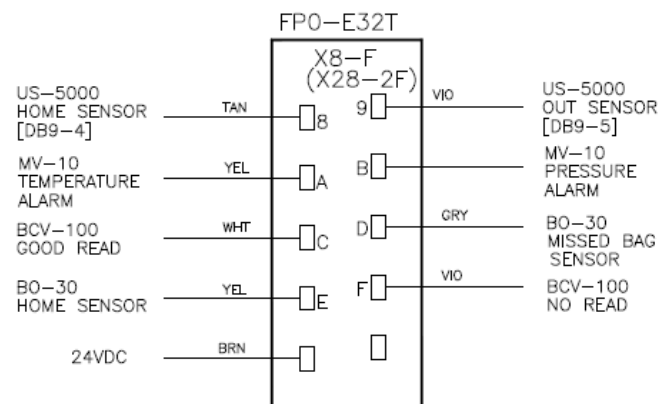 FP0-E32T
X8-F
(X28-2F)
US-5000
HOME SENSOR
[DB9-4]
TAN
8
9
VIO
US-5000
OUT SENSOR
[DB9-5]
MV-10
TEMPERATURE
ALARM
YEL
A
B
MV-10
PRESSURE
ALARM
BCV-100
GOOD READ
WHT
C
D
GRY
BO-30
MISSED BAG
SENSOR
BO-30
HOME SENSOR
YEL
E
F
VIO
BCV-100
NO READ
24VDC
BRN